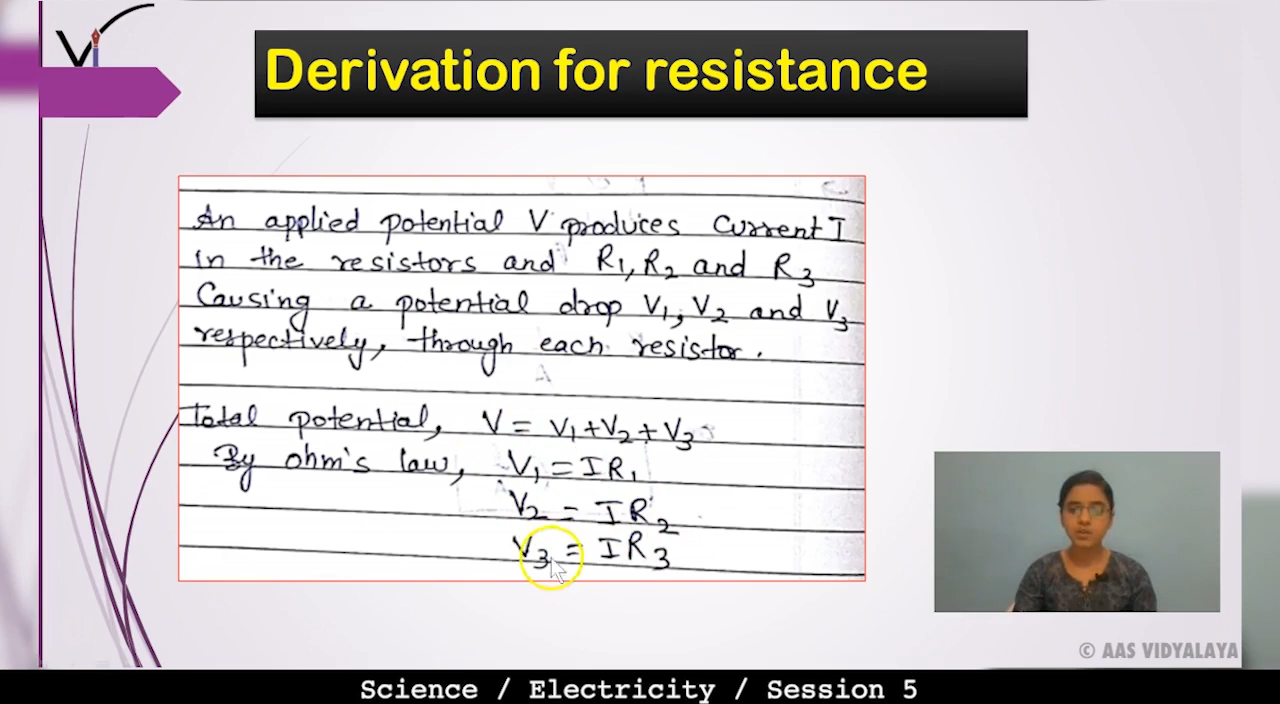 Derivation for resistance
An applied potential V produces Current I
in the resistors and R1, R2 and R3
Causing a potential drop V1, V2 and V3
respectively, through each resistor.
Total potential, V = V1+V2+V3
By ohm's law, V1 = IR1
V2 = IR2
V3 = IR3
© AAS VIDYALAYA
Science / Electricity / Session 5